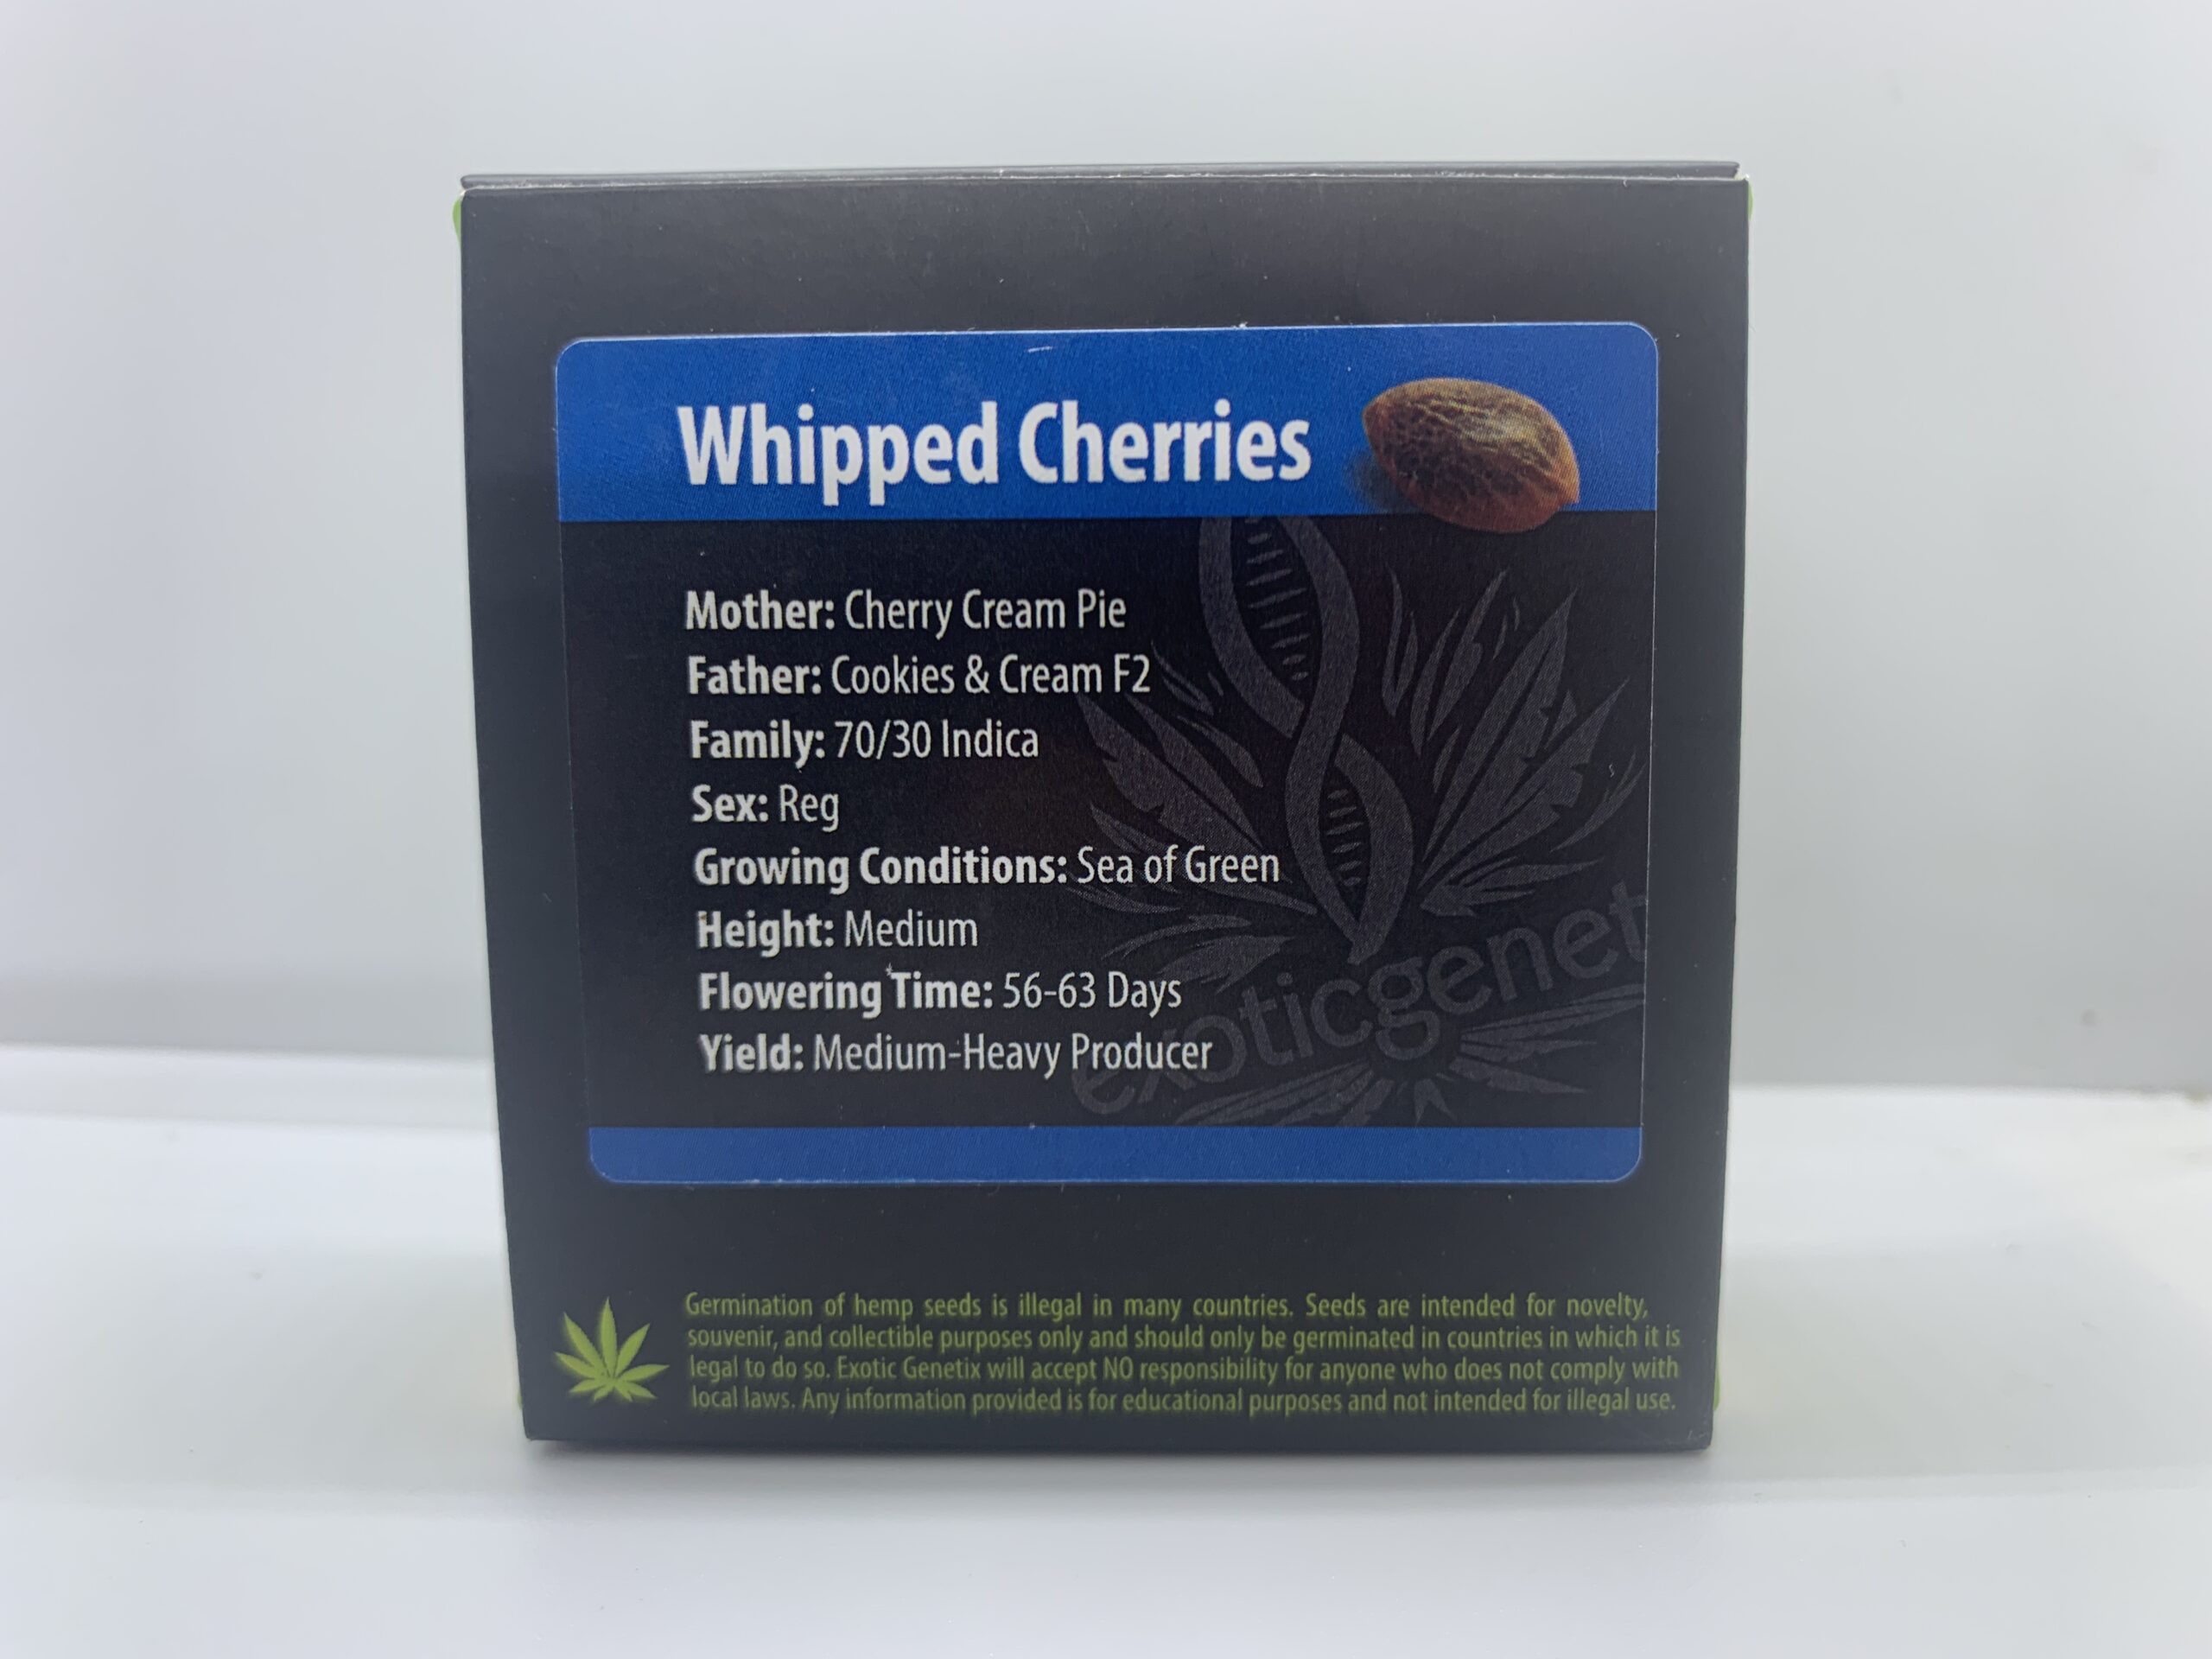 Whipped Cherries
Mother: Cherry Cream Pie
Father: Cookies & Cream F2
Family: 70/30 Indica
Sex: Reg
Growing Conditions: Sea of Green
Height: Medium
Flowering Time: 56-63 Days
Yield: Medium-Heavy Producer
exoticgenet
Germination of hemp seeds is illegal in many countries. Seeds are intended for novelty,
souvenir, and collectible purposes only and should only be germinated in countries in which it is
legal to do so. Exotic Genetix will accept NO responsibility for anyone who does not comply with
local laws. Any information provided is for educational purposes and not intended for illegal use.